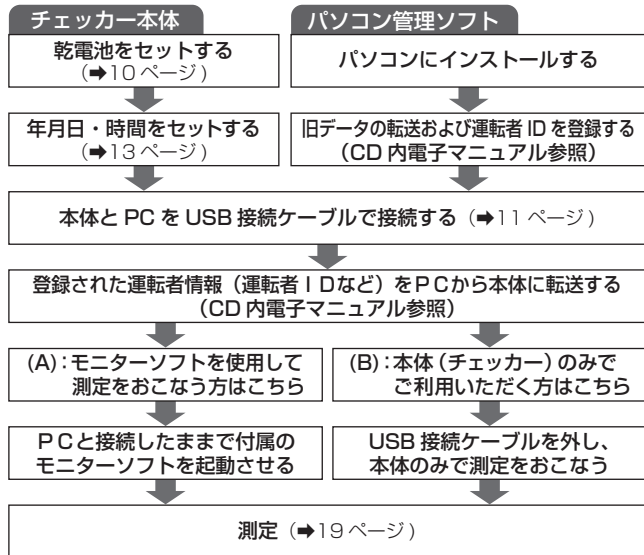 チェッカー本体
パソコン管理ソフト
乾電池をセットする
(➡10 ページ)
パソコンにインストールする
年月日・時間をセットする
(➡13 ページ)
旧データの転送および運転者 ID を登録する
(CD 内電子マニュアル参照)
本体と PC を USB 接続ケーブルで接続する (➡11 ページ)
登録された運転者情報(運転者IDなど)をPCから本体に転送する
(CD 内電子マニュアル参照)
(A):モニターソフトを使用して
測定をおこなう方はこちら
(B):本体(チェッカー)のみで
ご利用いただく方はこちら
PCと接続したままで付属の
モニターソフトを起動させる
USB 接続ケーブルを外し、
本体のみで測定をおこなう
測定 (➡19 ページ)